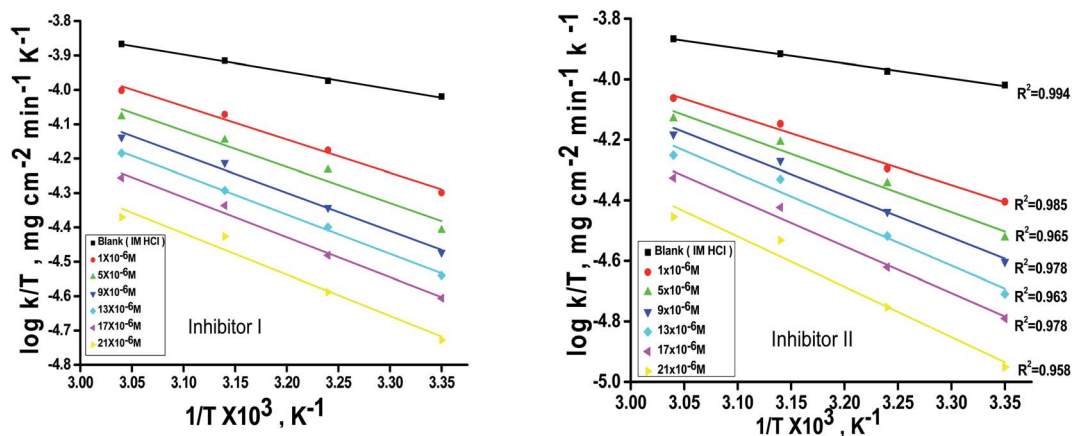 log k/T , mg cm-2 min-1 K-1
-3.8
-3.9
-4.0
-4.1
-4.2
-4.3
-4.4
-4.5
-4.6
-4.7
-4.8
Blank ( IM HCl )
1X10-6M
5X10-6M
9X10-6M
13X10-6M
17X10-6M
21X10-6M
Inhibitor I
3.00 3.05 3.10 3.15 3.20 3.25 3.30 3.35
1/T X103 , K-1
log k/T , mg cm-2 min-1 k-1
-3.8
-4.0
-4.2
-4.4
-4.6
-4.8
-5.0
R2=0.994
R2=0.985
R2=0.965
R2=0.978
R2=0.963
R2=0.978
R2=0.958
Blank ( IM HCl )
1x10-6M
5x10-6M
9x10-6M
13x10-6M
17x10-6M
21x10-6M
Inhibitor II
3.00 3.05 3.10 3.15 3.20 3.25 3.30 3.35
1/T X103 , K-1